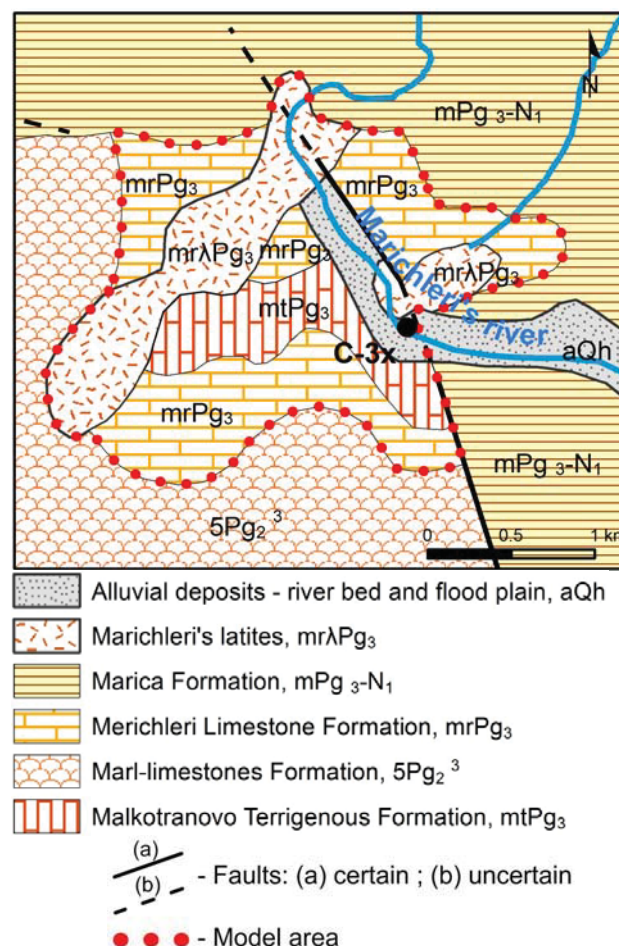 N
mPg 3-N₁
mrPg₃
mrPg₃
mrλPg₃
mrPg₃
mrλPg₃
Marichleri's river
mtPg₃
C-3x
aQh
mrPg₃
mPg 3-N₁
5Pg₂ ³
0 0.5 1 km
Alluvial deposits - river bed and flood plain, aQh
Marichleri's latites, mrλPg₃
Marica Formation, mPg 3-N₁
Merichleri Limestone Formation, mrPg₃
Marl-limestones Formation, 5Pg₂ ³
Malkotranovo Terrigenous Formation, mtPg₃
(a)
(b)
- Faults: (a) certain ; (b) uncertain
- Model area